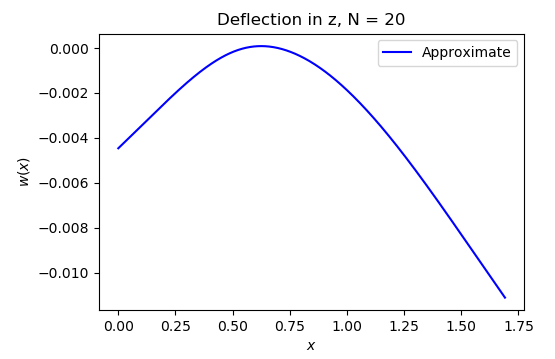 Deflection in z, N = 20
Approximate
w(x)
0.000
−0.002
−0.004
−0.006
−0.008
−0.010
0.00 0.25 0.50 0.75 1.00 1.25 1.50 1.75
x